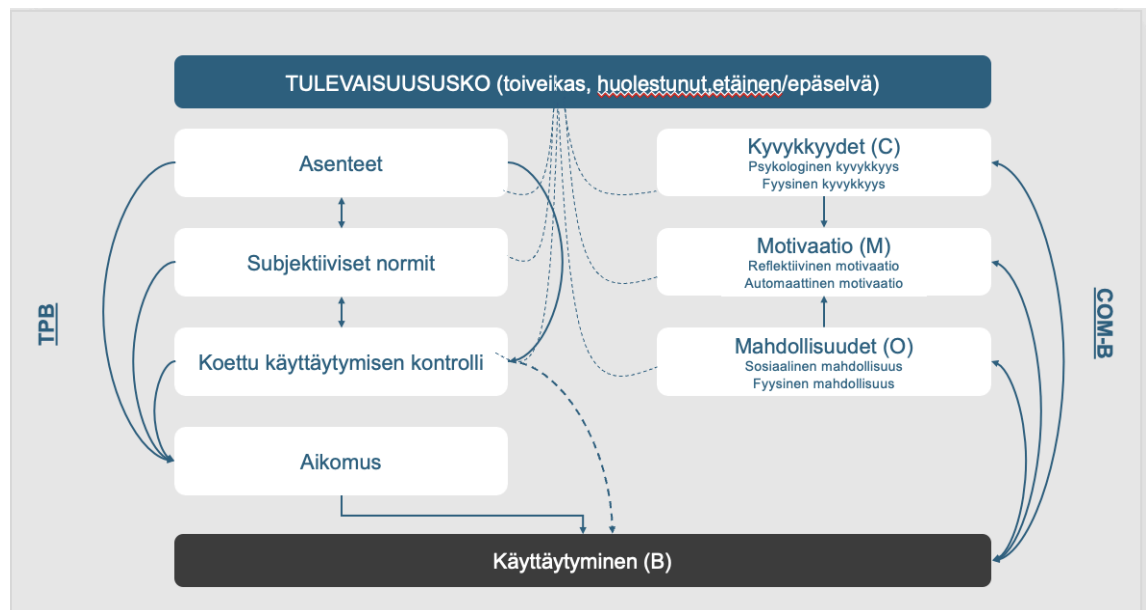 TULEVAISUUSUSKO (toiveikas, huolestunut,etäinen/epäselvä)
Asenteet
Subjektiiviset normit
Koettu käyttäytymisen kontrolli
Aikomus
TPB
Kyvykkyydet (C)
Psykologinen kyvykkyys
Fyysinen kyvykkyys
Motivaatio (M)
Reflektiivinen motivaatio
Automaattinen motivaatio
Mahdollisuudet (O)
Sosiaalinen mahdollisuus
Fyysinen mahdollisuus
COM-B
Käyttäytyminen (B)